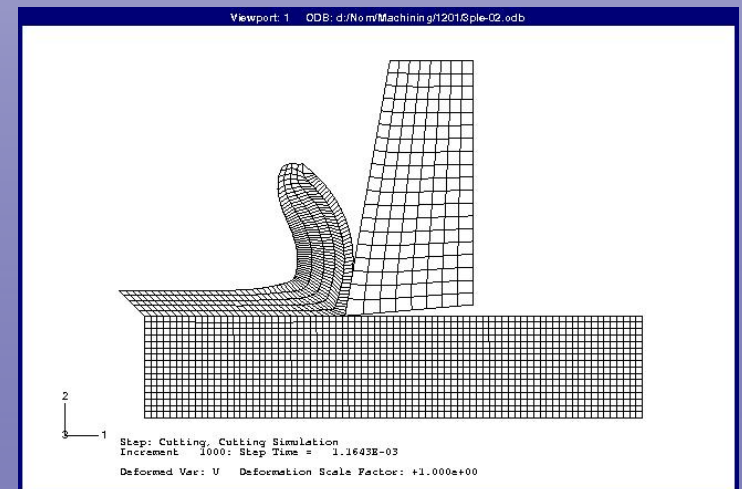 Viewport: 1 ODB: d:/Nom/Machining/1201/3ple-02.odb
2
3 1
Step: Cutting, Cutting Simulation
Increment 1000: Step Time = 1.1643E-03
Deformed Var: U Deformation Scale Factor: +1.000e+00